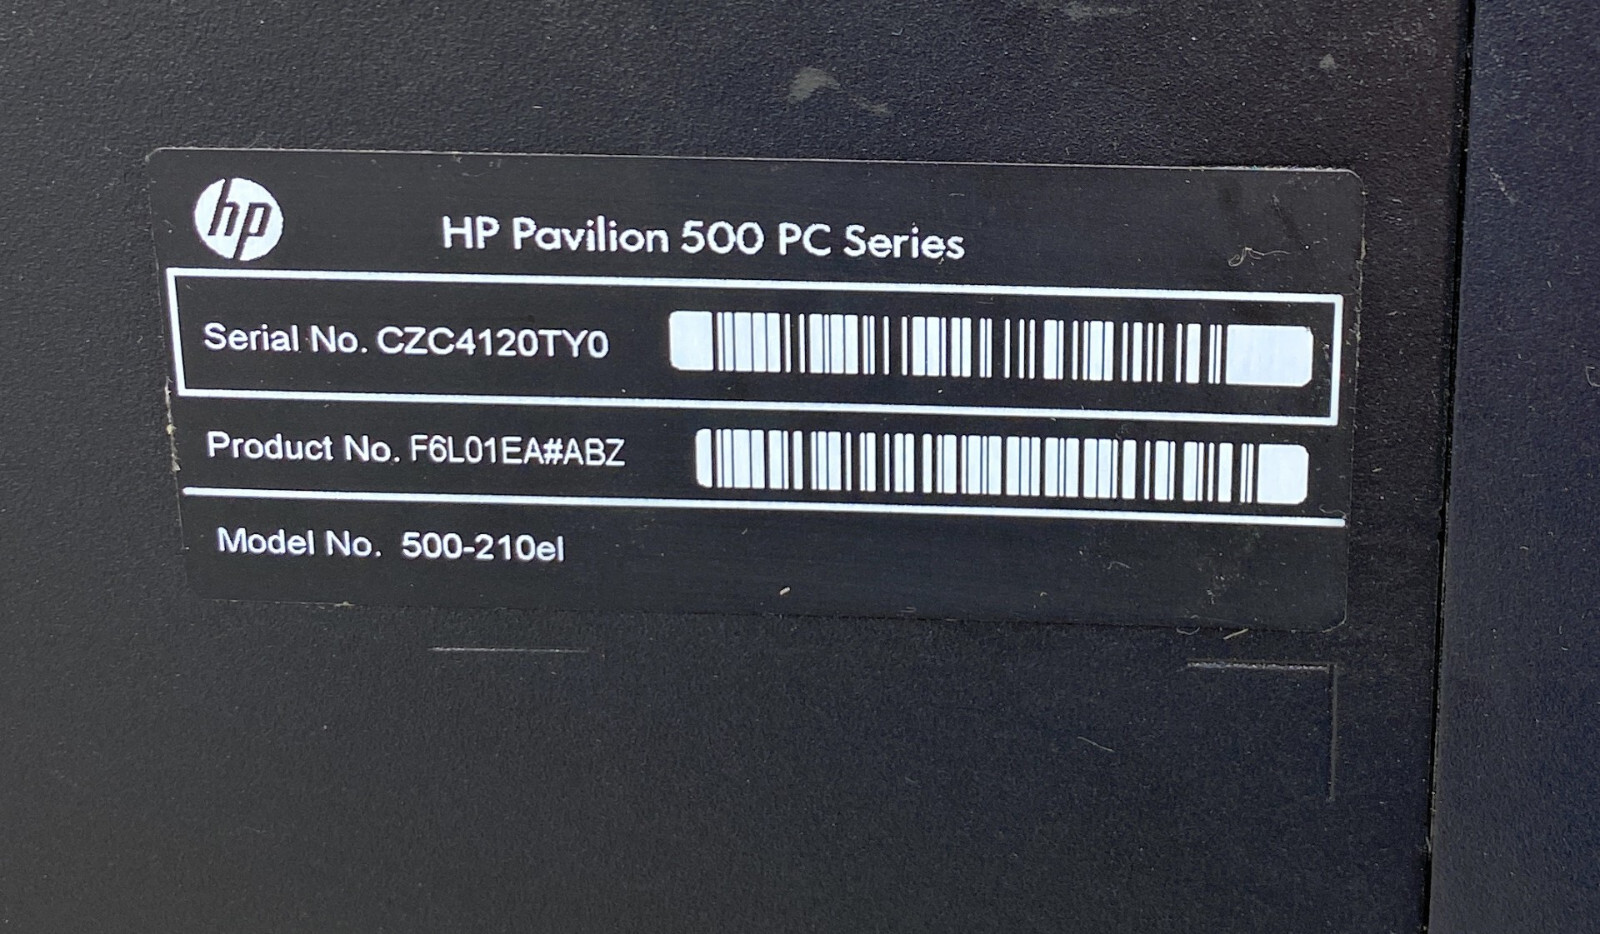 hp
HP Pavilion 500 PC Series
Serial No. CZC4120TY0
Product No. F6L01EA#ABZ
Model No. 500-210el